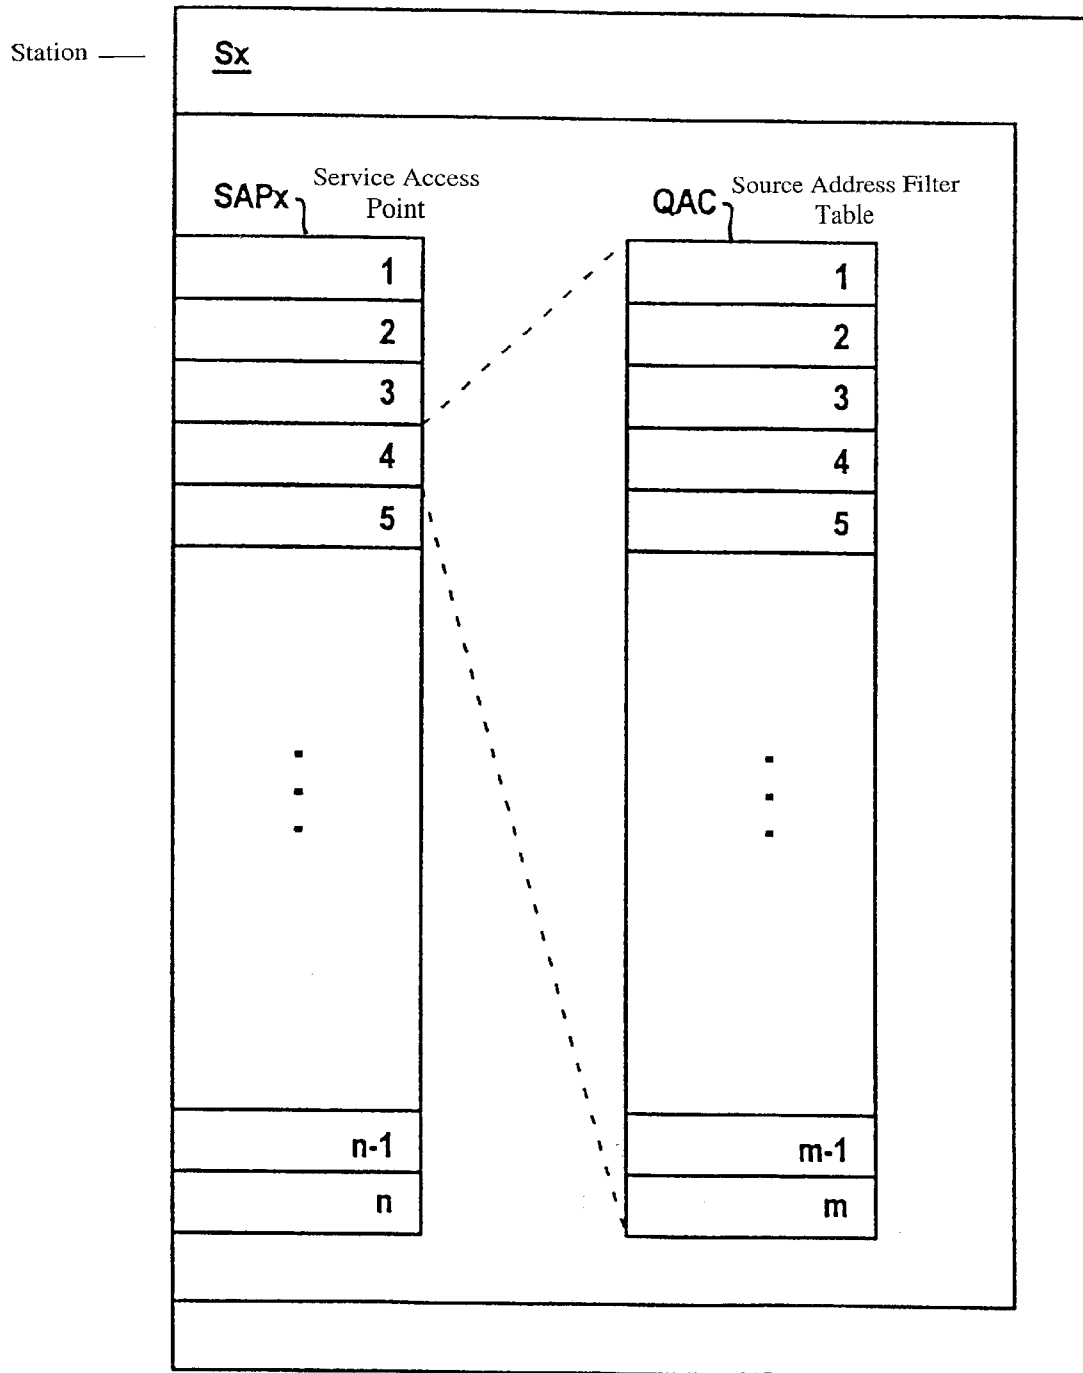 Station
Sx
SAPx
Service Access
Point
QAC
Source Address Filter
Table
1
2
3
4
5
n-1
n
1
2
3
4
5
m-1
m